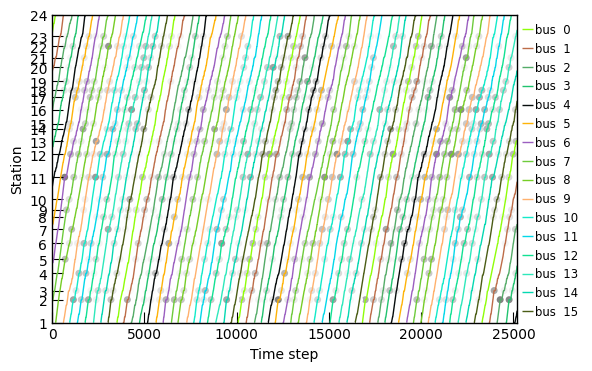 24
23
22
21
20
19
18
17
16
15
14
13
12
11
10
9
8
7
6
5
4
3
2
1
Station
0
5000
10000
15000
20000
25000
Time step
bus 0
bus 1
bus 2
bus 3
bus 4
bus 5
bus 6
bus 7
bus 8
bus 9
bus 10
bus 11
bus 12
bus 13
bus 14
bus 15